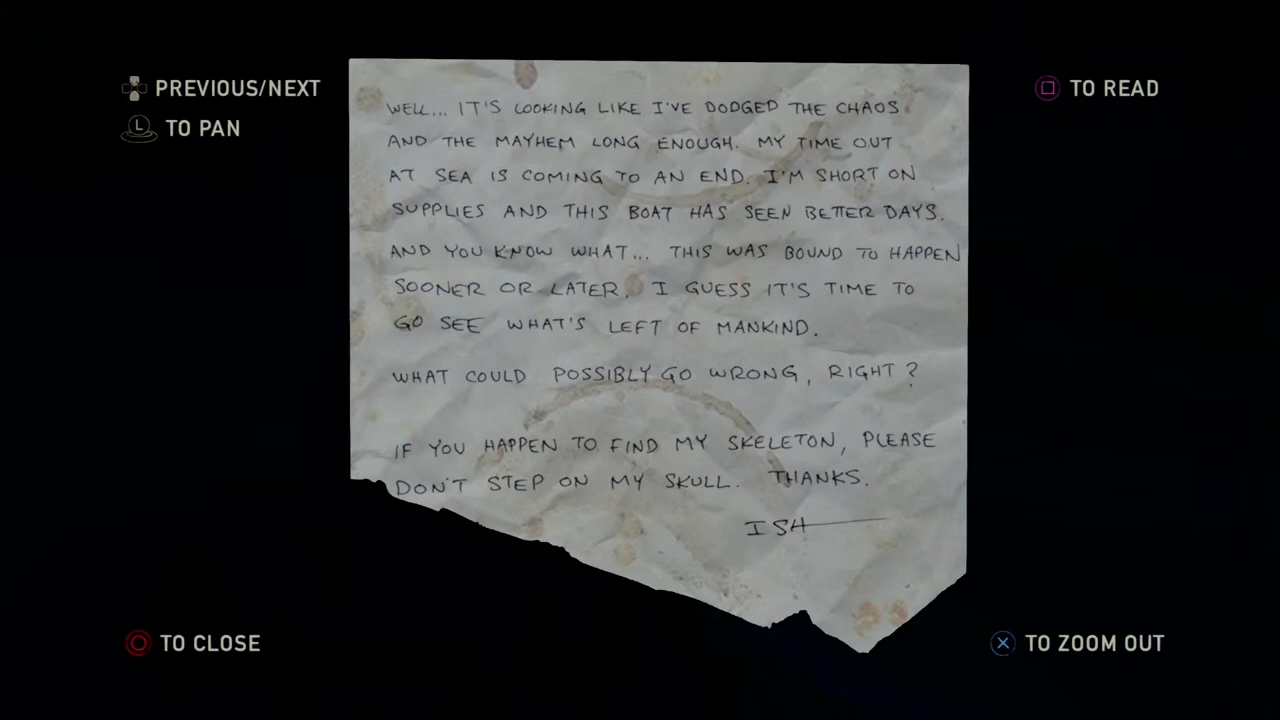 PREVIOUS/NEXT
L TO PAN
TO READ
WELL... IT'S LOOKING LIKE I'VE DODGED THE CHAOS
AND THE MAYHEM LONG ENOUGH. MY TIME OUT
AT SEA IS COMING TO AN END. I'M SHORT ON
SUPPLIES AND THIS BOAT HAS SEEN BETTER DAYS.
AND YOU KNOW WHAT... THIS WAS BOUND TO HAPPEN
SOONER OR LATER. I GUESS IT'S TIME TO
GO SEE WHAT'S LEFT OF MANKIND.
WHAT COULD POSSIBLY GO WRONG, RIGHT?
IF YOU HAPPEN TO FIND MY SKELETON, PLEASE
DON'T STEP ON MY SKULL. THANKS.
ISH
TO CLOSE
TO ZOOM OUT